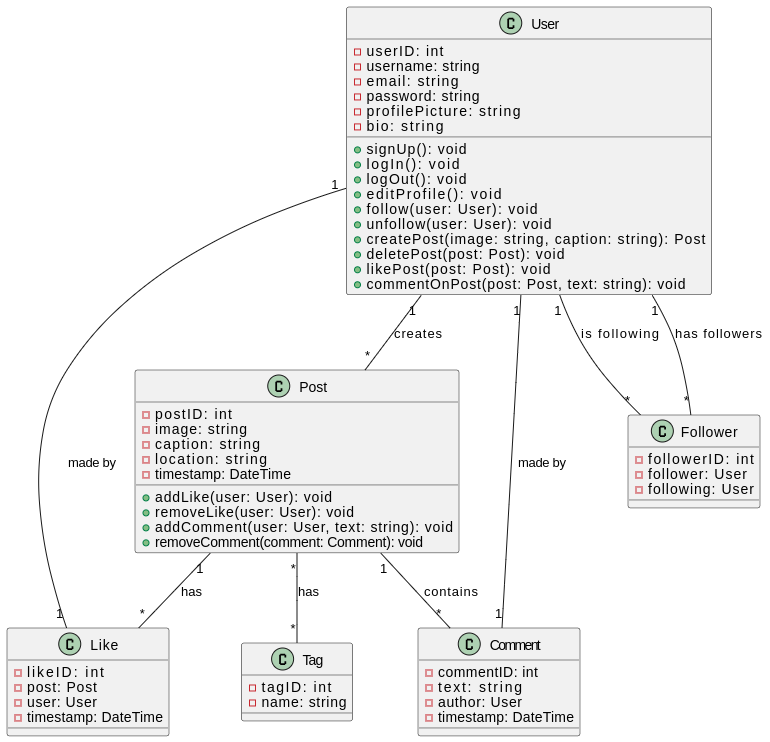 C User
userID: int
username: string
email: string
password: string
profilePicture: string
bio: string
signUp(): void
logIn(): void
logOut(): void
editProfile(): void
follow(user: User): void
unfollow(user: User): void
createPost(image: string, caption: string): Post
deletePost(post: Post): void
likePost(post: Post): void
commentOnPost(post: Post, text: string): void
1
1
1
1
1
creates
is following
has followers
*
*
*
C Post
postID: int
image: string
caption: string
location: string
timestamp: DateTime
addLike(user: User): void
removeLike(user: User): void
addComment(user: User, text: string): void
removeComment(comment: Comment): void
C Follower
followerID: int
follower: User
following: User
made by
made by
1
*
1
has
has
contains
1
*
*
*
1
C Like
likeID: int
post: Post
user: User
timestamp: DateTime
C Tag
tagID: int
name: string
C Comment
commentID: int
text: string
author: User
timestamp: DateTime